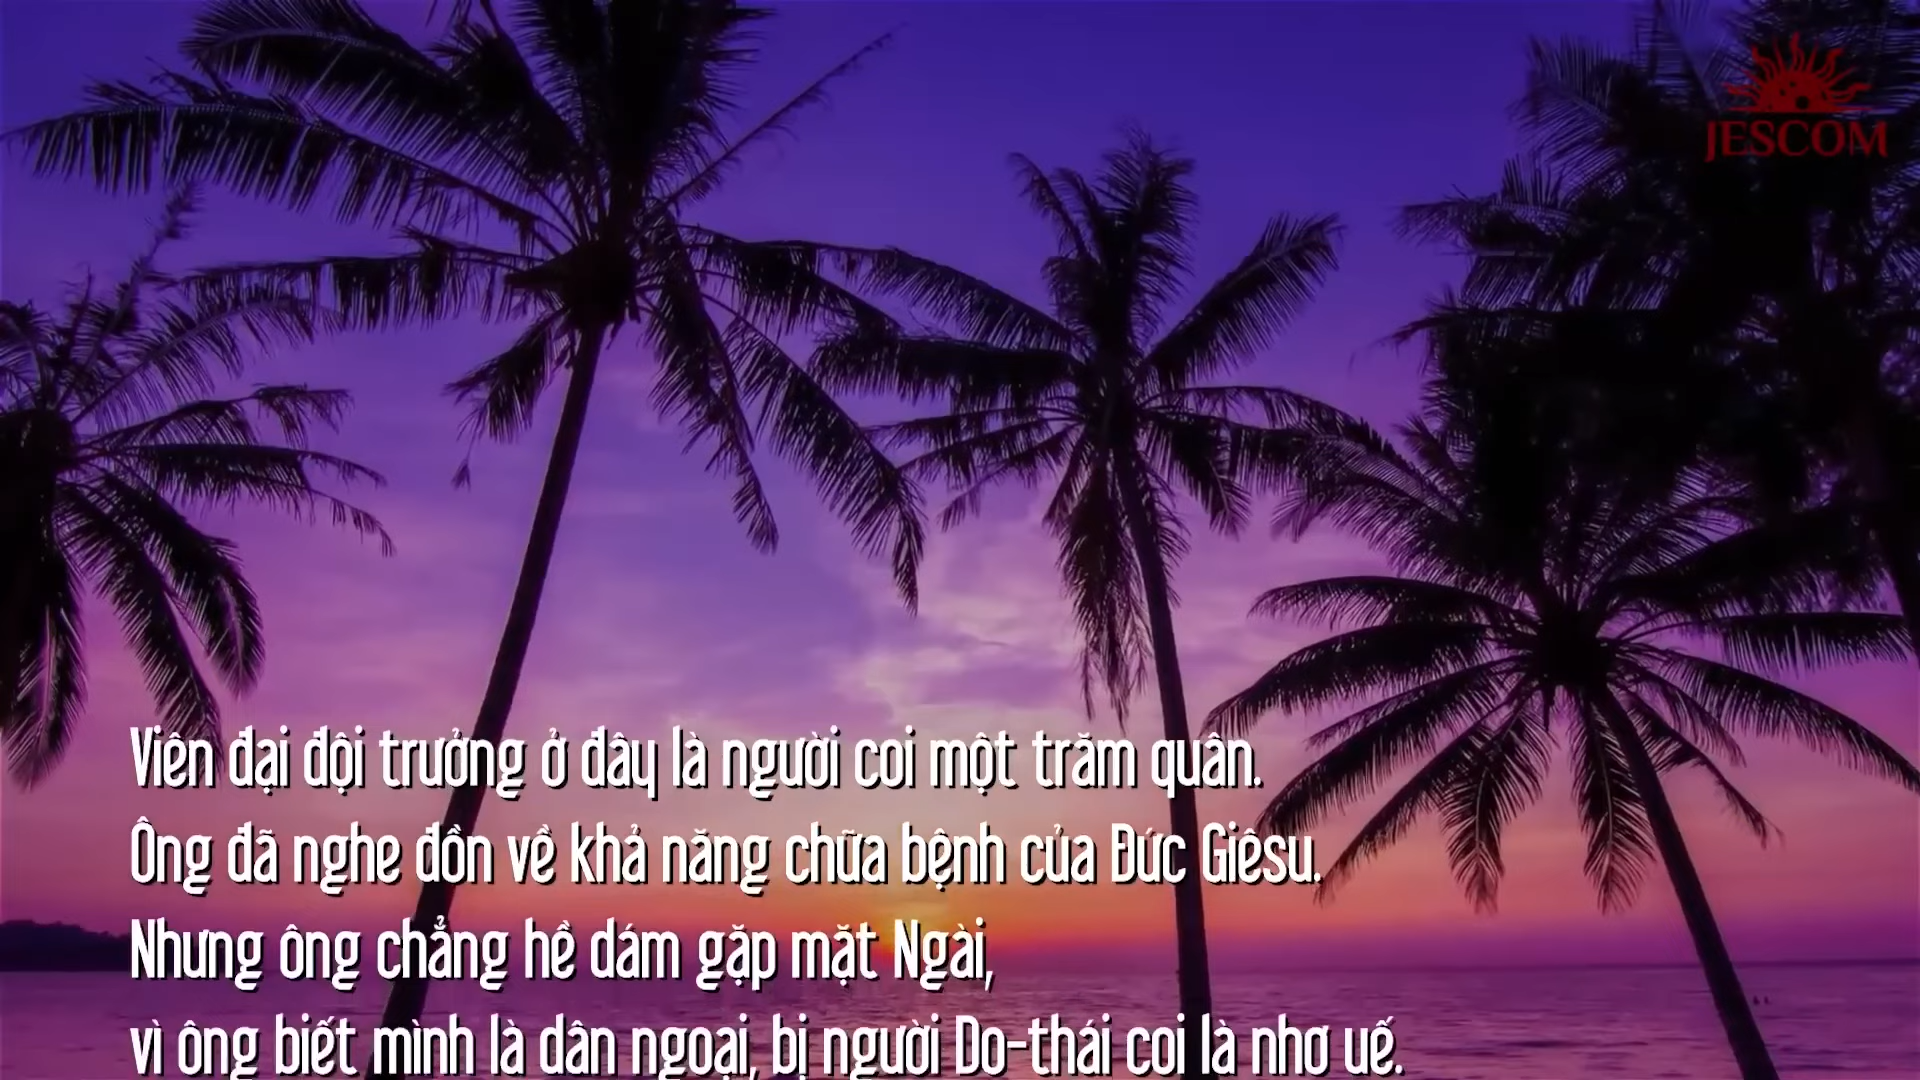 JESCOM
Viên đại đội trưởng ở đây là người coi một trăm quân.
Ông đã nghe đồn về khả năng chữa bệnh của Đức Giêsu.
Nhưng ông chẳng hề dám gặp mặt Ngài,
vì ông biết mình là dân ngoại, bị người Do-thái coi là nhơ uế.